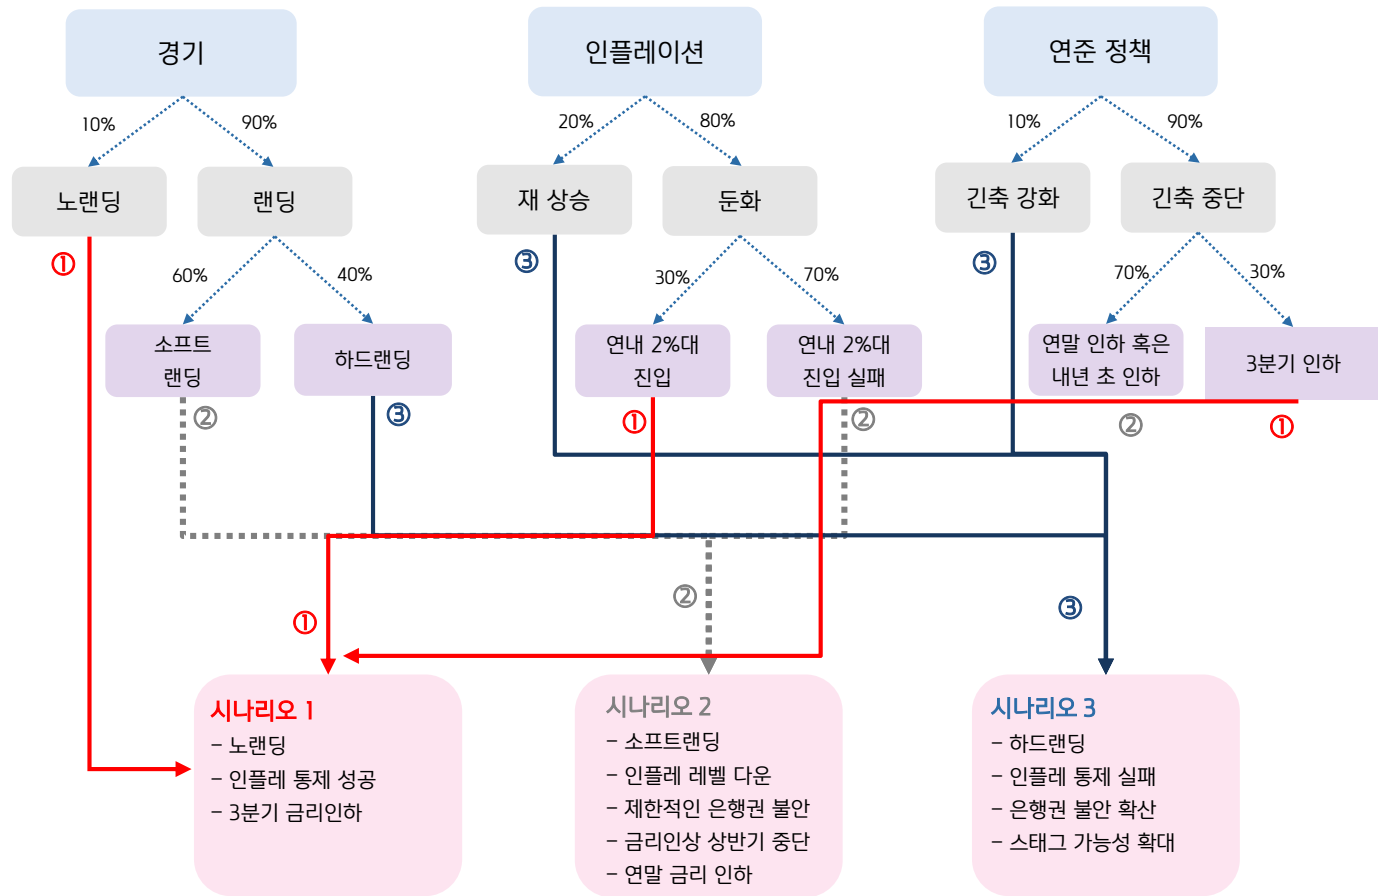 경기
인플레이션
연준 정책
10%
90%
20%
80%
10%
90%
노랜딩
랜딩
재 상승
둔화
긴축 강화
긴축 중단
①
③
③
60%
40%
30%
70%
70%
30%
소프트
랜딩
하드랜딩
연내 2%대
진입
연내 2%대
진입 실패
연말 인하 혹은
내년 초 인하
3분기 인하
②
③
①
②
②
①
①
②
③
시나리오 1
– 노랜딩
– 인플레 통제 성공
– 3분기 금리인하
시나리오 2
– 소프트랜딩
– 인플레 레벨 다운
– 제한적인 은행권 불안
– 금리인상 상반기 중단
– 연말 금리 인하
시나리오 3
– 하드랜딩
– 인플레 통제 실패
– 은행권 불안 확산
– 스태그 가능성 확대